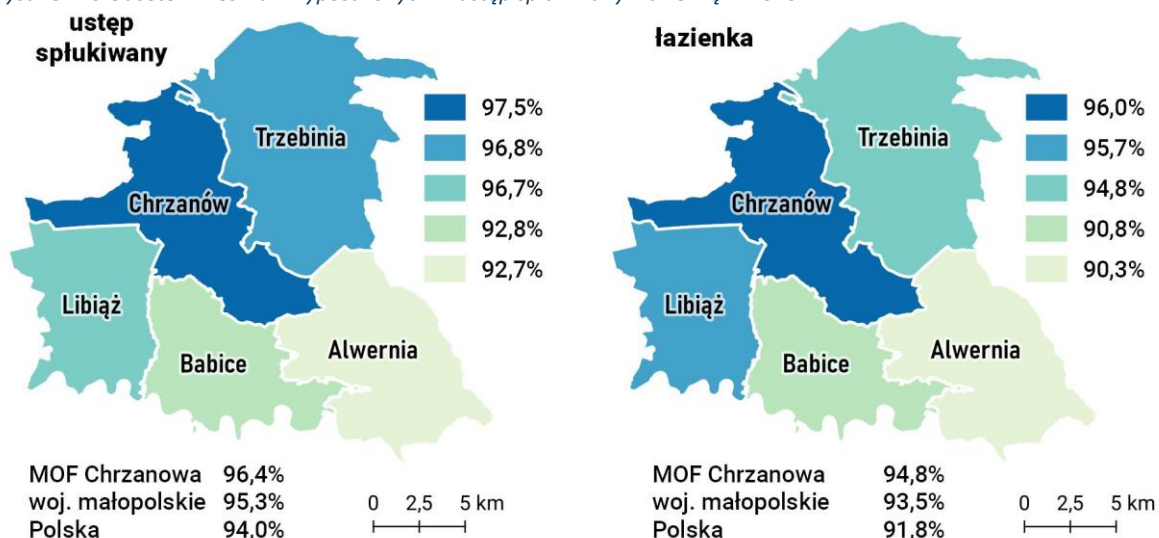 ustęp
spłukiwany
97,5%
96,8%
96,7%
92,8%
92,7%
Trzebinia
Chrzanów
Libiąż
Babice
Alwernia
MOF Chrzanowa 96,4%
woj. małopolskie 95,3%
Polska 94,0%
0 2,5 5 km
łazienka
96,0%
95,7%
94,8%
90,8%
90,3%
Trzebinia
Chrzanów
Libiąż
Babice
Alwernia
MOF Chrzanowa 94,8%
woj. małopolskie 93,5%
Polska 91,8%
0 2,5 5 km